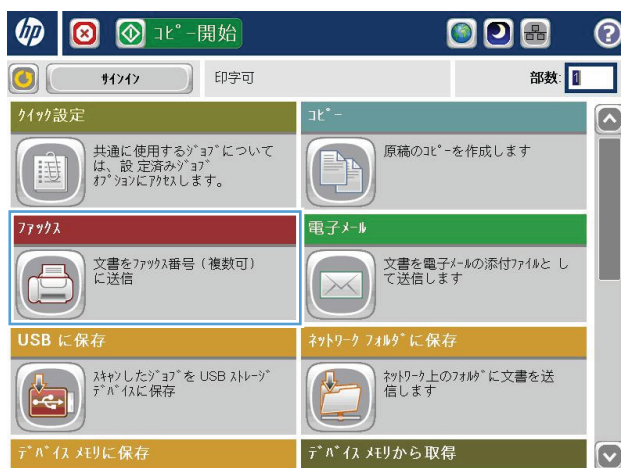 hp
ｺﾋﾟｰ開始
?
ｻｲﾝｲﾝ
印字可
部数:
1
ｸｲｯｸ設定
共通に使用するｼﾞｮﾌﾞについて
は、設 定済みｼﾞｮﾌﾞ
ｵﾌﾟｼｮﾝにｱｸｾｽしま す。
ｺﾋﾟｰ
原稿のｺﾋﾟｰを作成します
ﾌｧｯｸｽ
文書をﾌｧｯｸｽ番号（複数可）
に送信
電子ﾒｰﾙ
文書を電子ﾒｰﾙの添付ﾌｧｲﾙと し
て送信します
USB に保存
ｽｷｬﾝしたｼﾞｮﾌﾞを USB ｽﾄﾚｰｼﾞ
ﾃﾞﾊﾞｲｽに保存
ﾈｯﾄﾜｰｸ ﾌｫﾙﾀﾞに保存
ﾈｯﾄﾜｰｸ上のﾌｫﾙﾀﾞに文書を送
信します
ﾃﾞﾊﾞｲｽ ﾒﾓﾘに保存
ﾃﾞﾊﾞｲｽ ﾒﾓﾘから取得